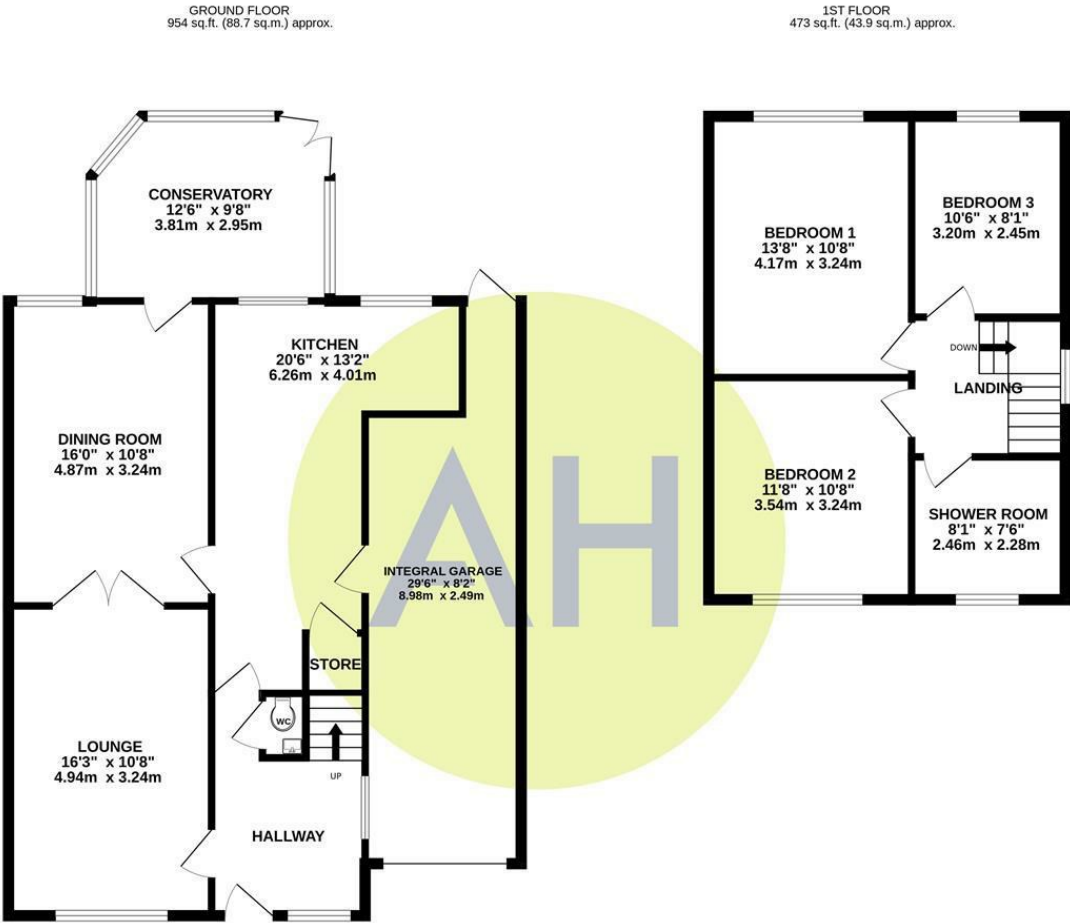 GROUND FLOOR
954 sq.ft. (88.7 sq.m.) approx.
1ST FLOOR
473 sq.ft. (43.9 sq.m.) approx.
CONSERVATORY
12'6" x 9'8"
3.81m x 2.95m
KITCHEN
20'6" x 13'2"
6.26m x 4.01m
DINING ROOM
16'0" x 10'8"
4.87m x 3.24m
INTEGRAL GARAGE
29'6" x 8'2"
8.98m x 2.49m
STORE
WC
UP
LOUNGE
16'3" x 10'8"
4.94m x 3.24m
HALLWAY
AH
BEDROOM 1
13'8" x 10'8"
4.17m x 3.24m
BEDROOM 3
10'6" x 8'1"
3.20m x 2.45m
DOWN
LANDING
BEDROOM 2
11'8" x 10'8"
3.54m x 3.24m
SHOWER ROOM
8'1" x 7'6"
2.46m x 2.28m